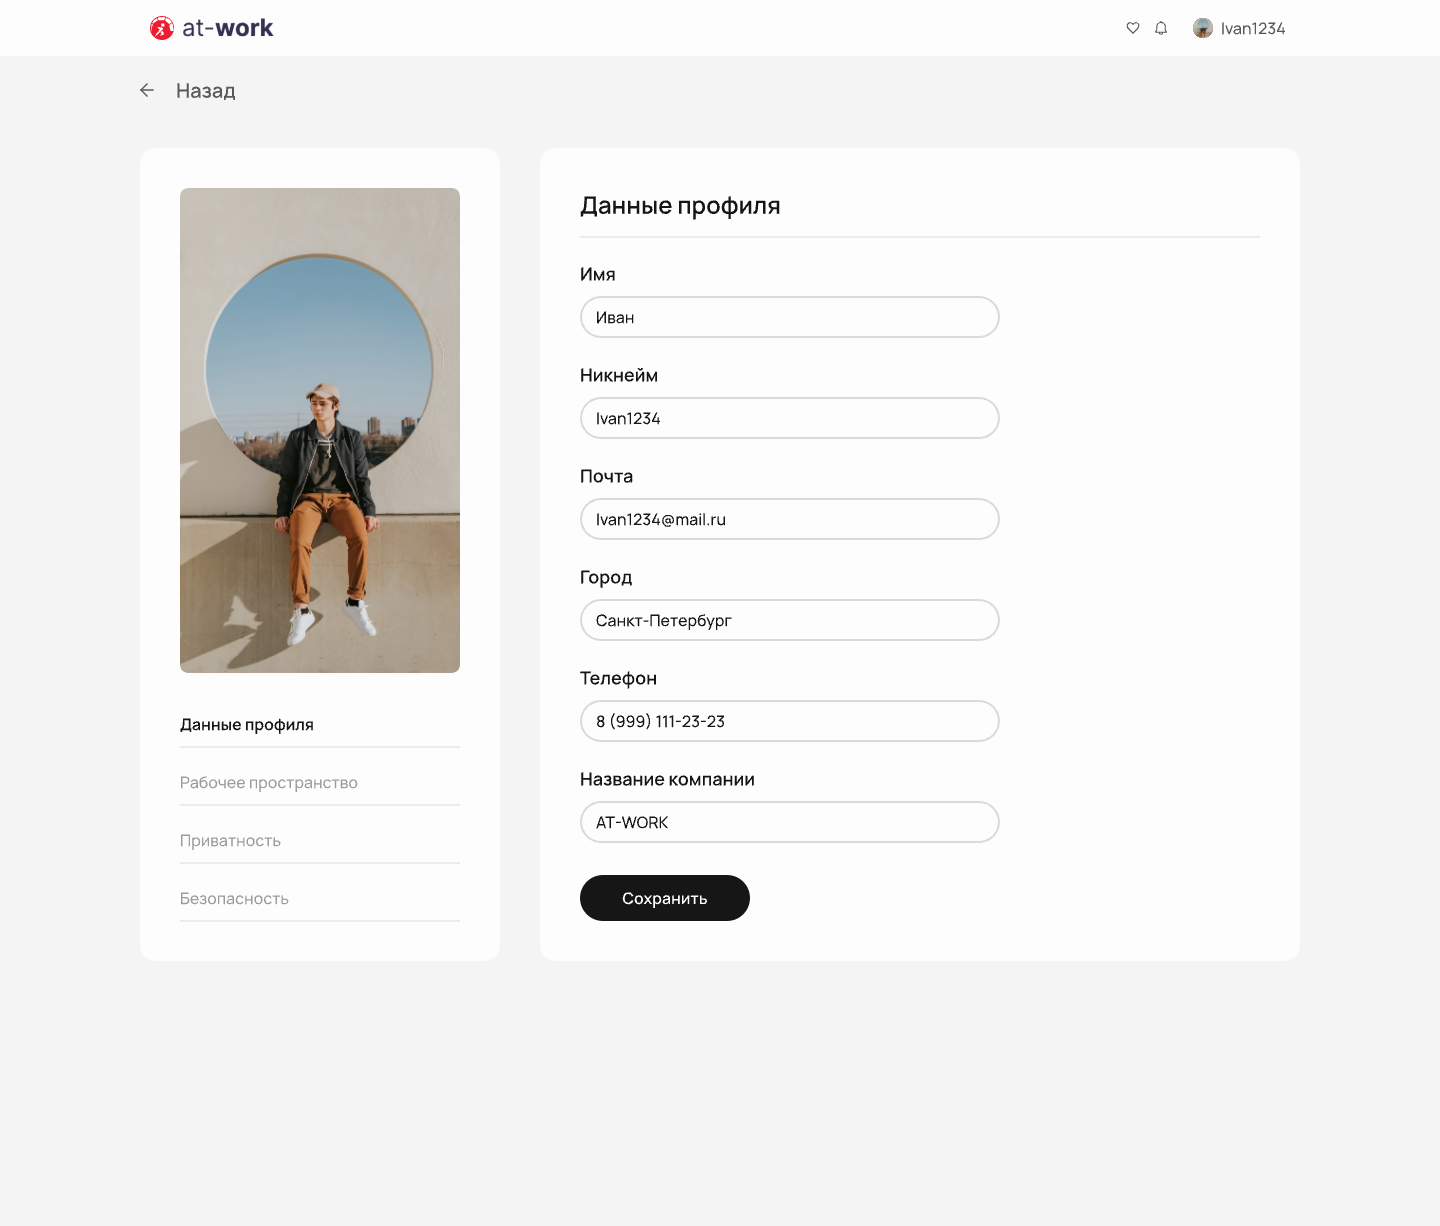 at-work
Ivan1234
Назад
Данные профиля
Рабочее пространство
Приватность
Безопасность
Данные профиля
Имя
Иван
Никнейм
Ivan1234
Почта
Ivan1234@mail.ru
Город
Санкт-Петербург
Телефон
8 (999) 111-23-23
Название компании
AT-WORK
Сохранить